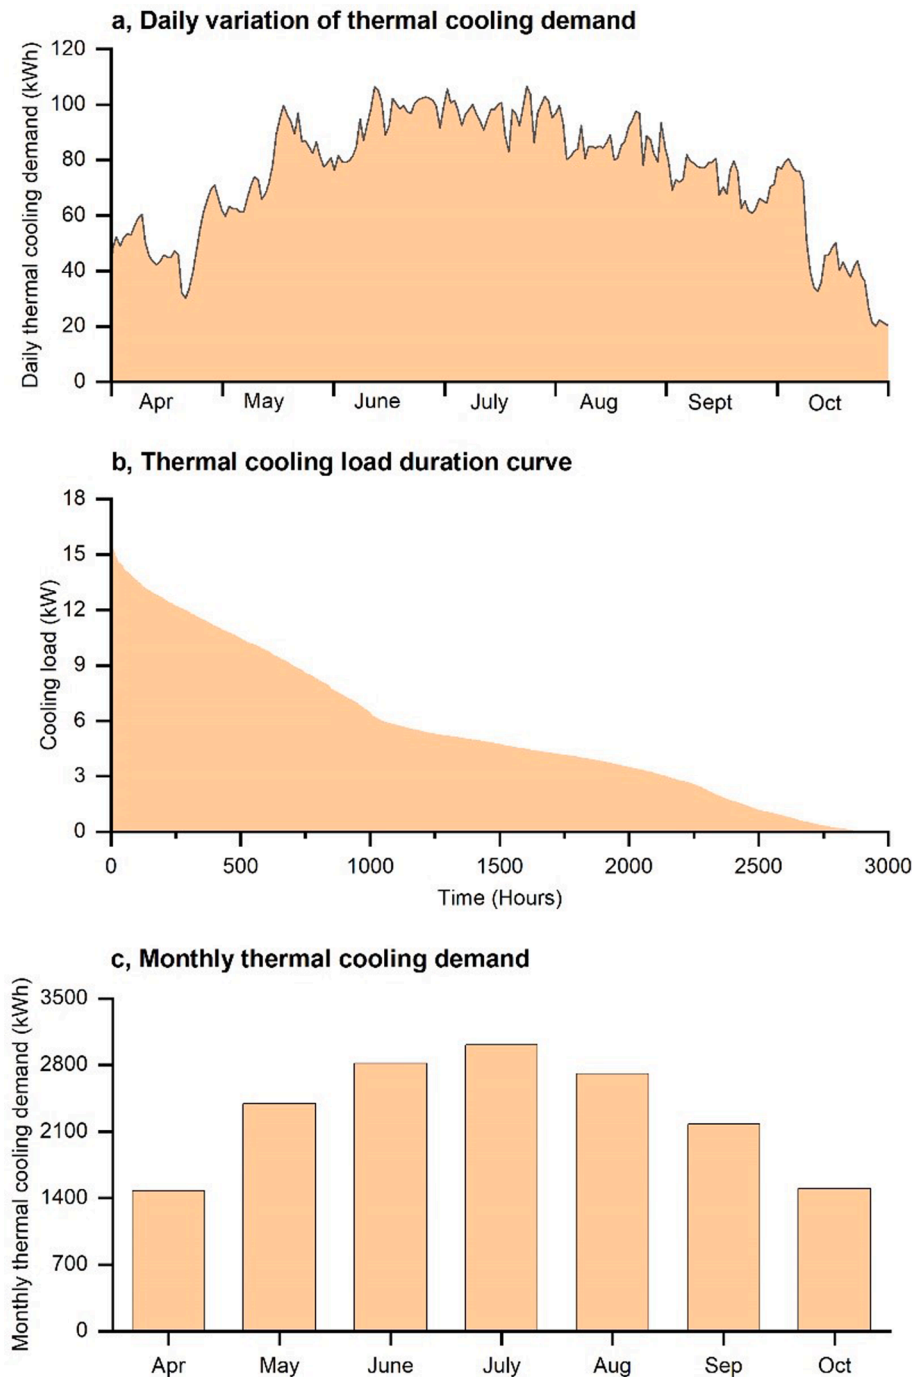 a, Daily variation of thermal cooling demand
Daily thermal cooling demand (kWh)
120
100
80
60
40
20
0
Apr May June July Aug Sept Oct
b, Thermal cooling load duration curve
Cooling load (kW)
18
15
12
9
6
3
0
0 500 1000 1500 2000 2500 3000
Time (Hours)
c, Monthly thermal cooling demand
Monthly thermal cooling demand (kWh)
3500
2800
2100
1400
700
0
Apr May June July Aug Sep Oct